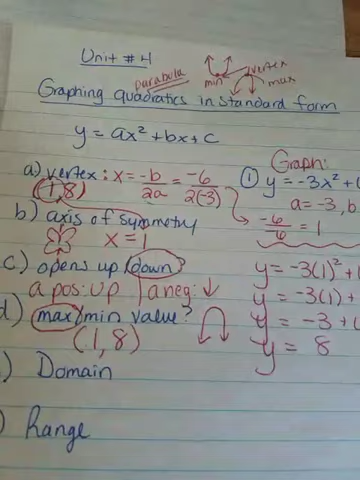 Unit #4
parabula
vertex
min
max
Graphing quadratics in standard form
y = ax² + bx + c
Graph:
a) vertex: x = -b/2a = -6/2(-3)
(1,8)
① y = -3x² +
a = -3, b
-6/-6 = 1
b) axis of symmetry
x = 1
c) opens up/down
a pos: up | a neg: ↓
d) max/min value?
(1,8)
y = -3(1)² +
y = -3(1) +
y = -3 +
y = 8
) Domain
) Range